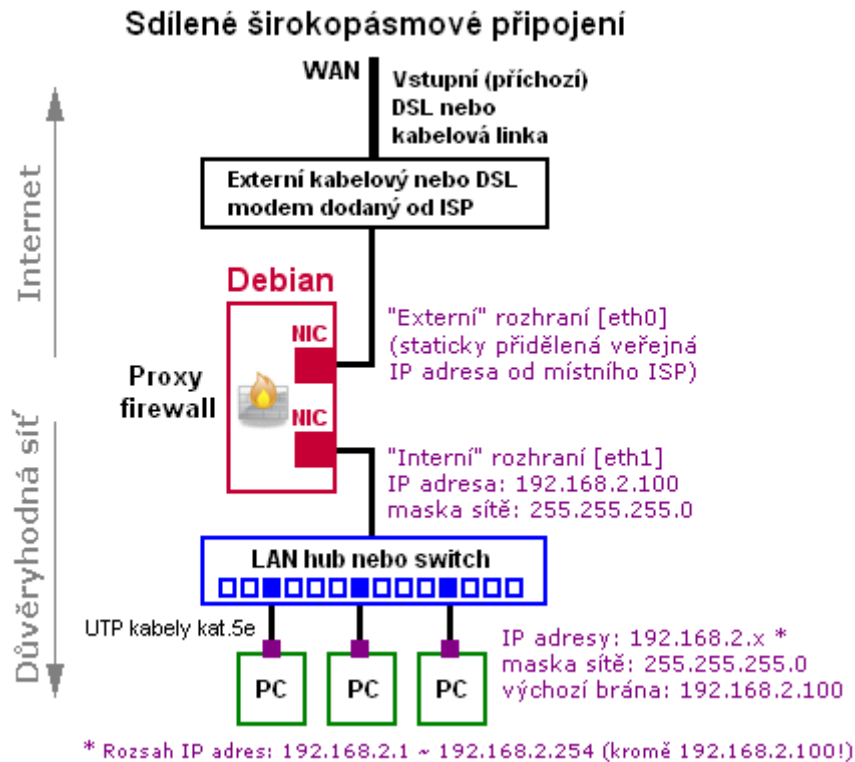 Sdílené širokopásmové připojení
WAN
Vstupní (příchozí)
DSL nebo
kabelová linka
Internet
Externí kabelový nebo DSL
modem dodaný od ISP
Debian
NIC
"Externí" rozhraní [eth0]
(staticky přidělená veřejná
IP adresa od místního ISP)
Proxy
firewall
NIC
"Interní" rozhraní [eth1]
IP adresa: 192.168.2.100
maska sítě: 255.255.255.0
Důvěryhodná síť
LAN hub nebo switch
UTP kabely kat.5e
PC
PC
PC
IP adresy: 192.168.2.x *
maska sítě: 255.255.255.0
výchozí brána: 192.168.2.100
* Rozsah IP adres: 192.168.2.1 ~ 192.168.2.254 (kromě 192.168.2.100!)